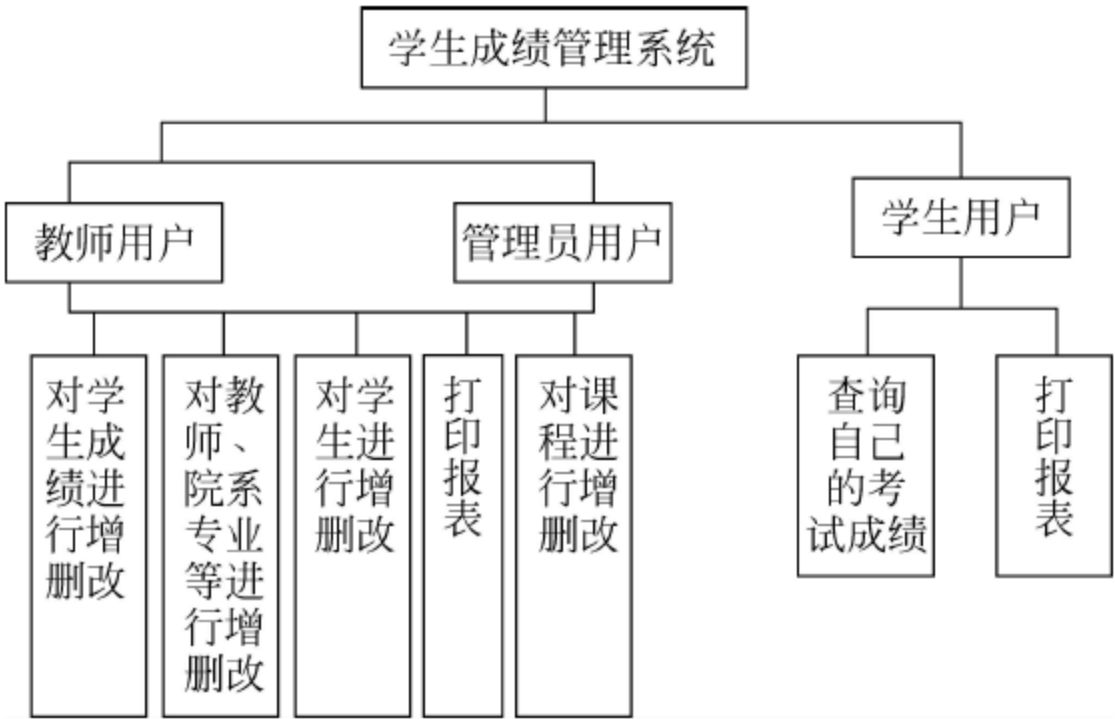 学生成绩管理系统
教师用户
管理员用户
学生用户
对学
生成
绩进
行增
删改
对教
师、
院系
专业
等进
行增
删改
对学
生进
行增
删改
打
印
报
表
对课
程进
行增
删改
查询
自己
的考
试成绩
打
印
报
表